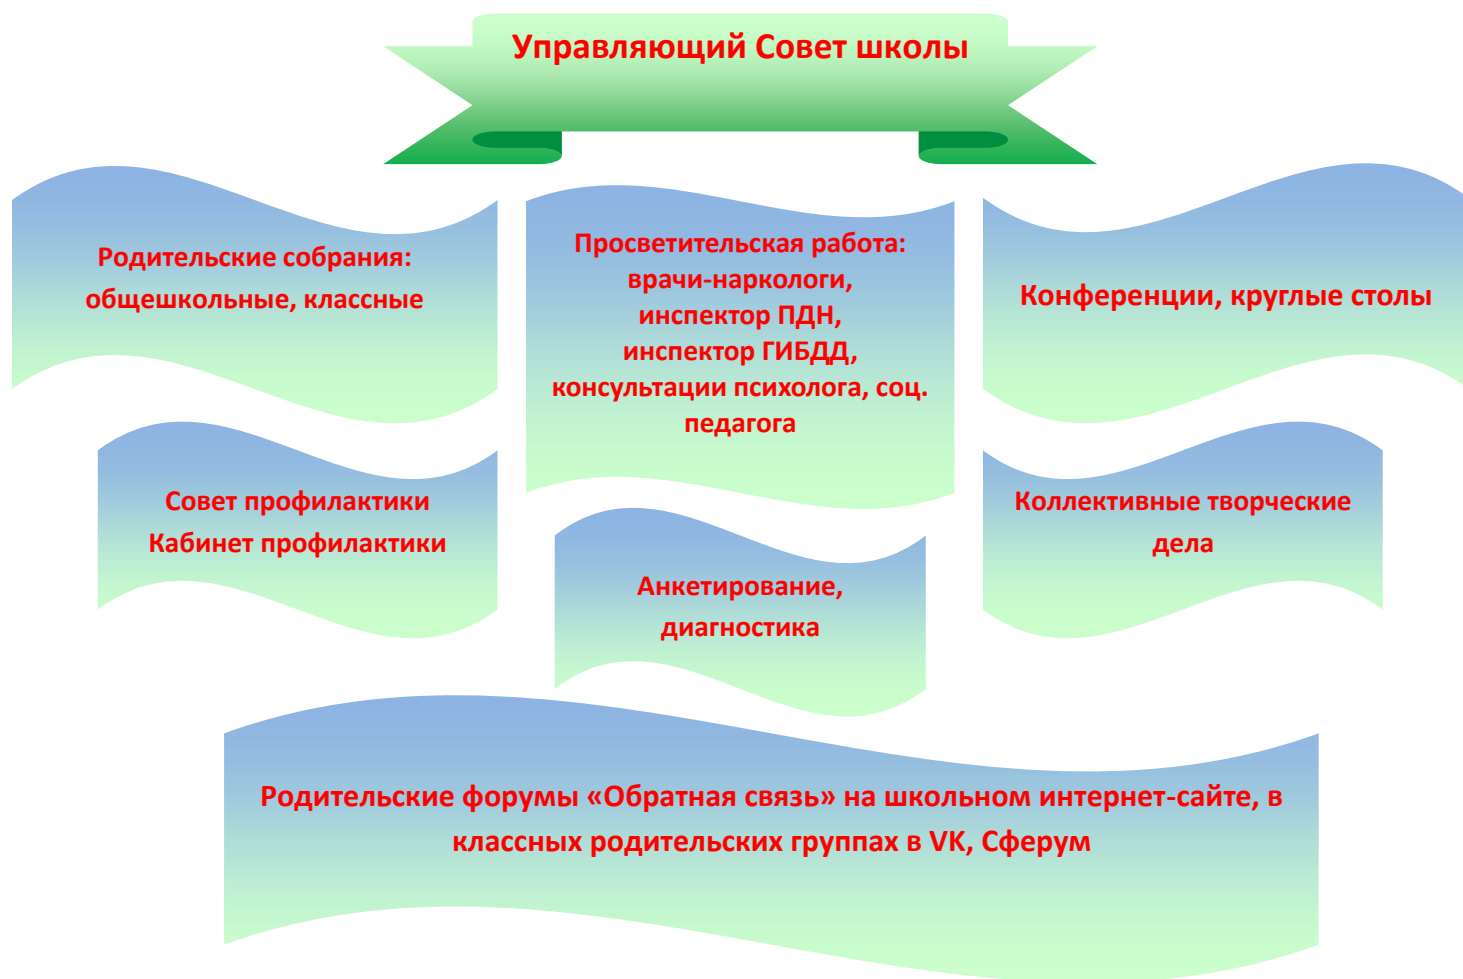 Управляющий Совет школы
Родительские собрания:
общешкольные, классные
Просветительская работа:
врачи-наркологи,
инспектор ПДН,
инспектор ГИБДД,
консультации психолога, соц.
педагога
Конференции, круглые столы
Совет профилактики
Кабинет профилактики
Анкетирование,
диагностика
Коллективные творческие
дела
Родительские форумы «Обратная связь» на школьном интернет-сайте, в
классных родительских группах в VK, Сферум